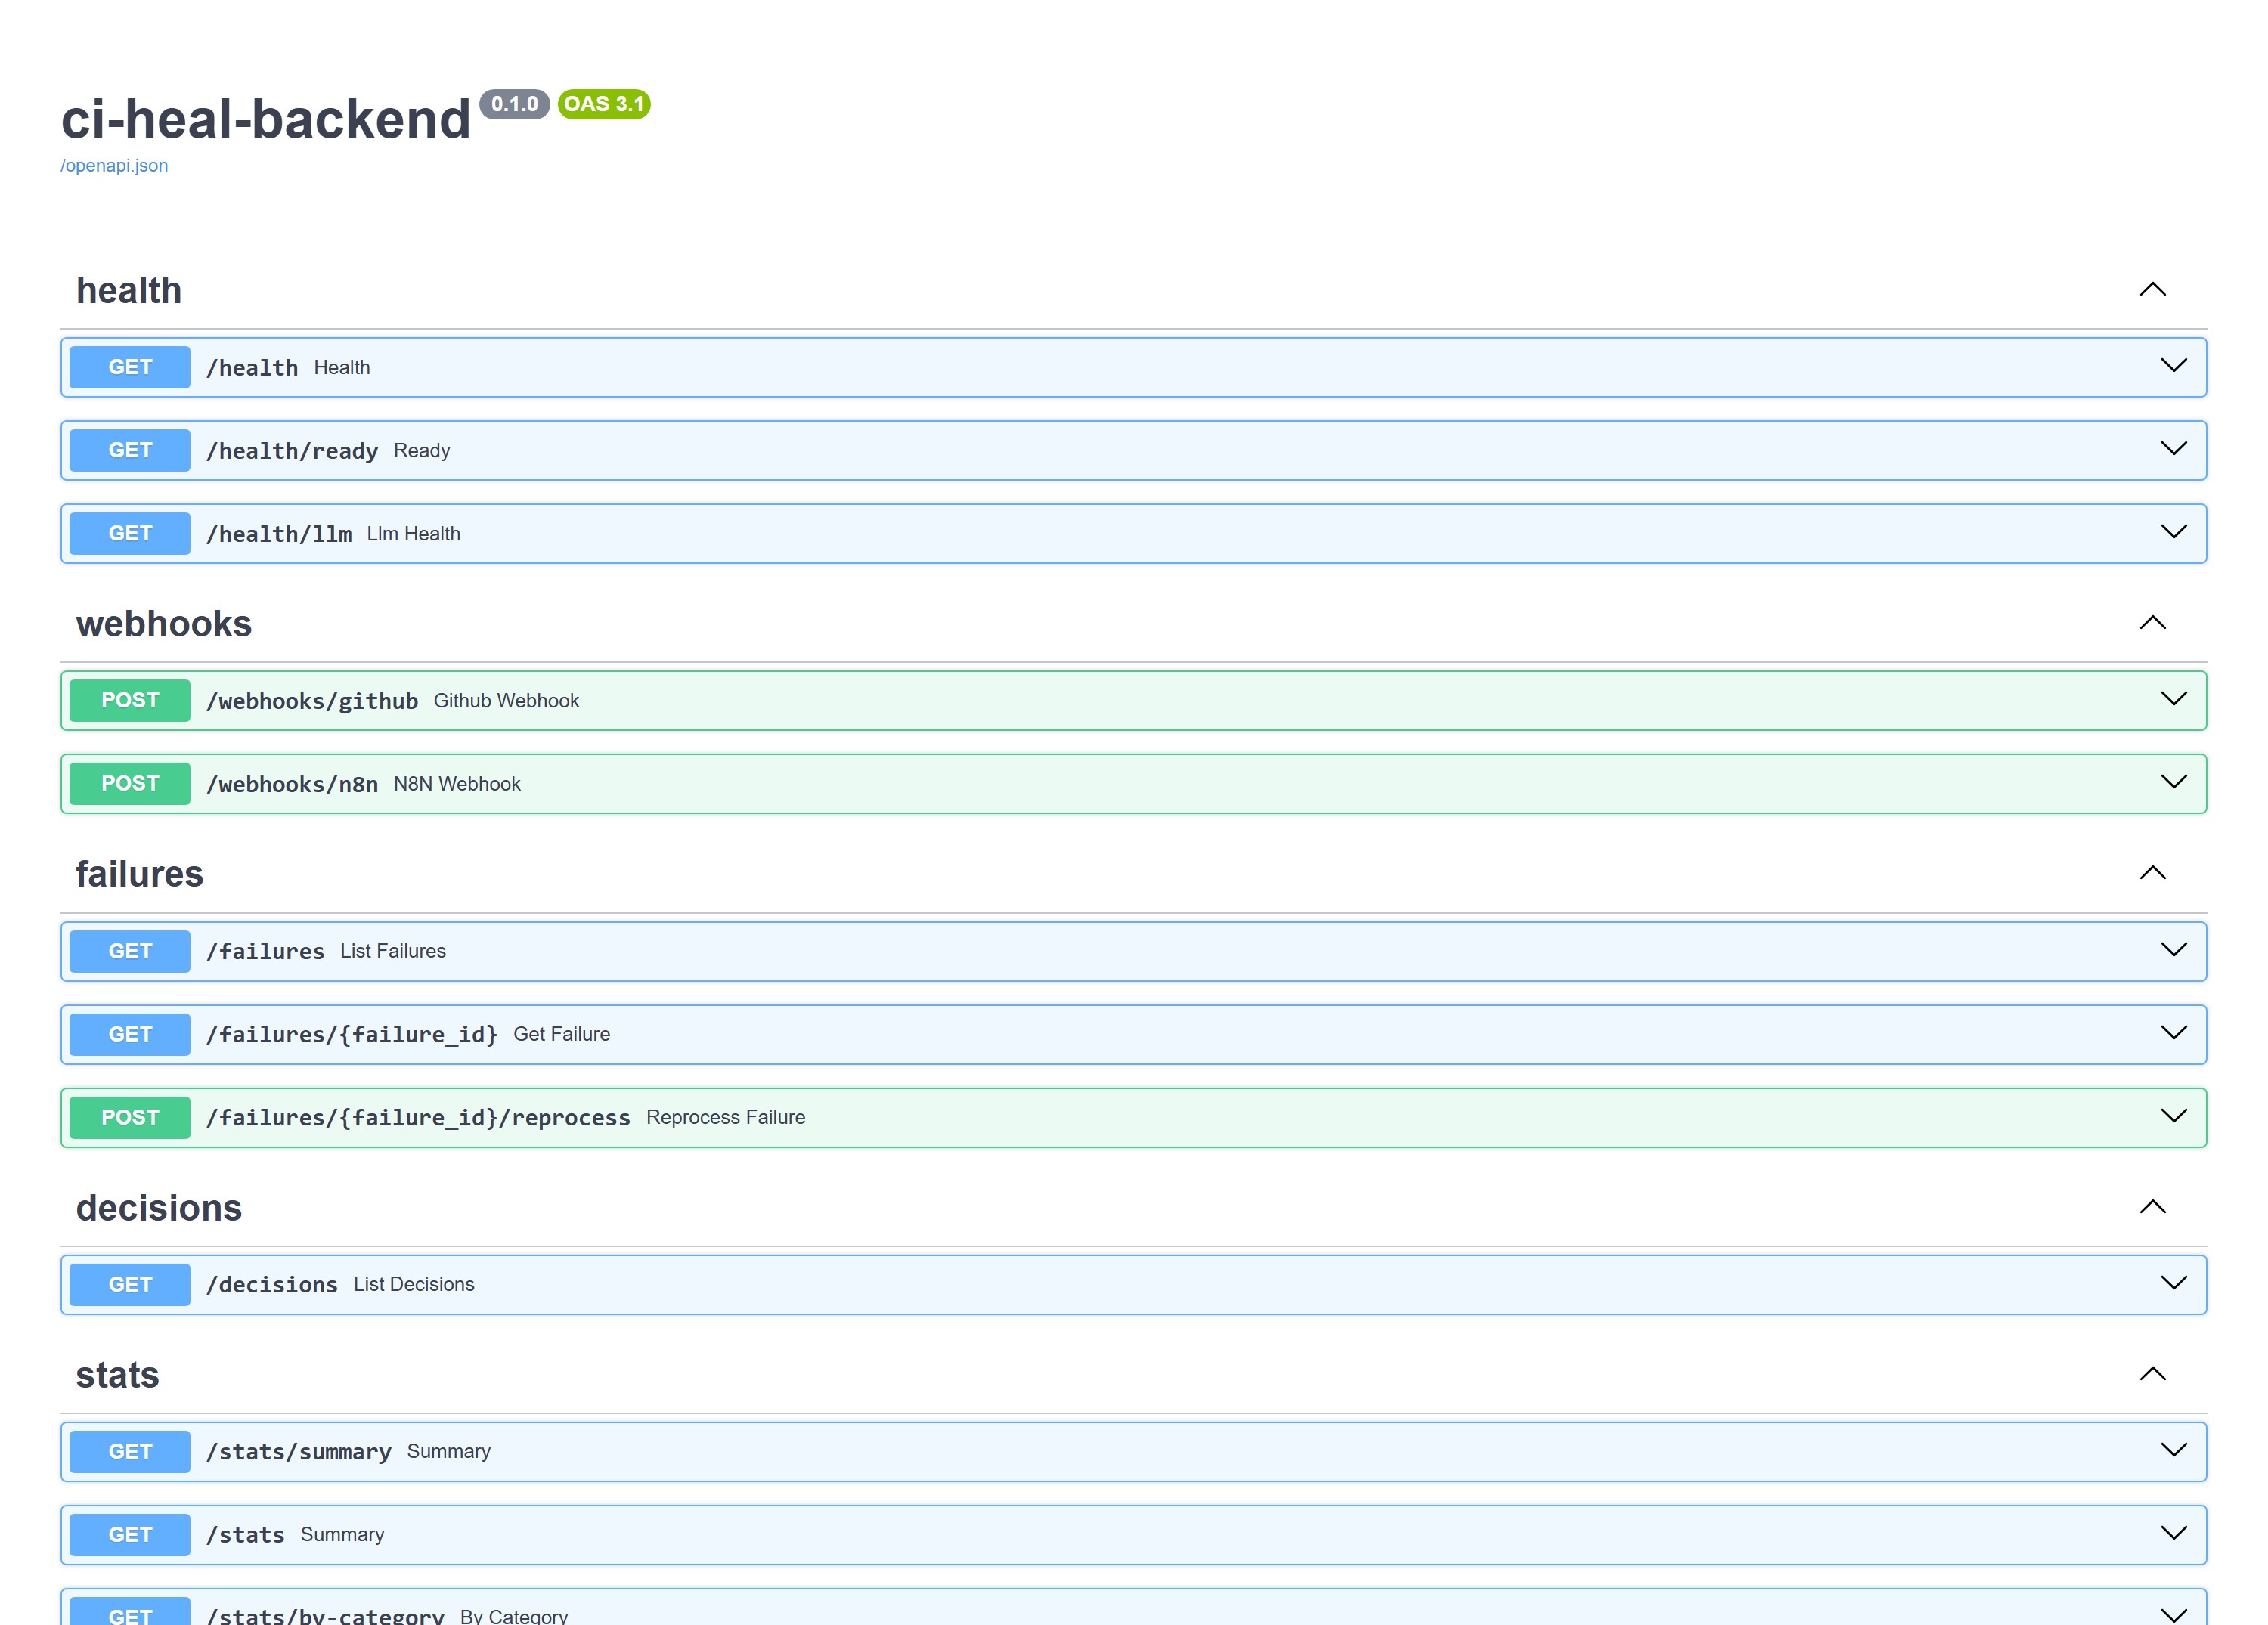 ci-heal-backend 0.1.0 OAS 3.1
/openapi.json
health
GET /health Health
GET /health/ready Ready
GET /health/llm Llm Health
webhooks
POST /webhooks/github Github Webhook
POST /webhooks/n8n N8N Webhook
failures
GET /failures List Failures
GET /failures/{failure_id} Get Failure
POST /failures/{failure_id}/reprocess Reprocess Failure
decisions
GET /decisions List Decisions
stats
GET /stats/summary Summary
GET /stats Summary
GET /stats/by-category By Category